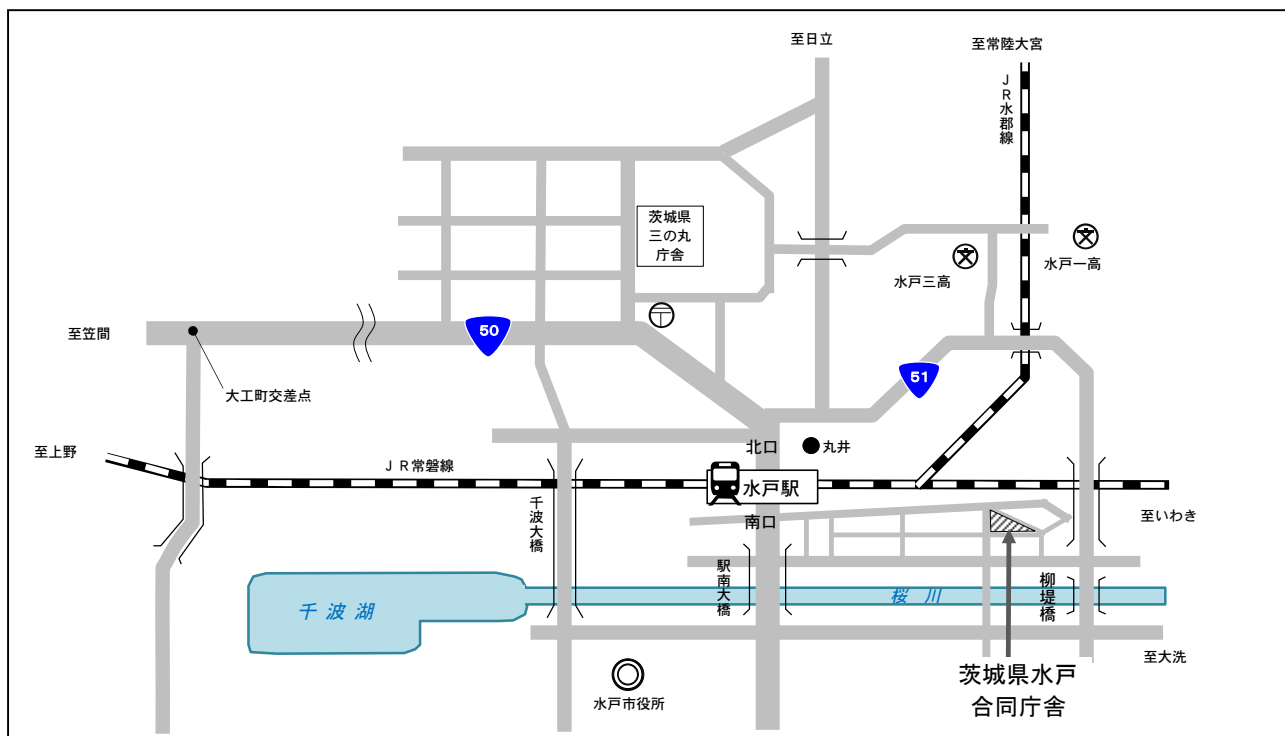 至日立
至常陸大宮
JR水郡線
茨城県
三の丸
庁舎
水戸三高
水戸一高
至笠間
50
51
大工町交差点
至上野
JR常磐線
北口
丸井
水戸駅
南口
至いわき
千波大橋
駅南大橋
柳堤橋
千波湖
桜川
至大洗
水戸市役所
茨城県水戸
合同庁舎